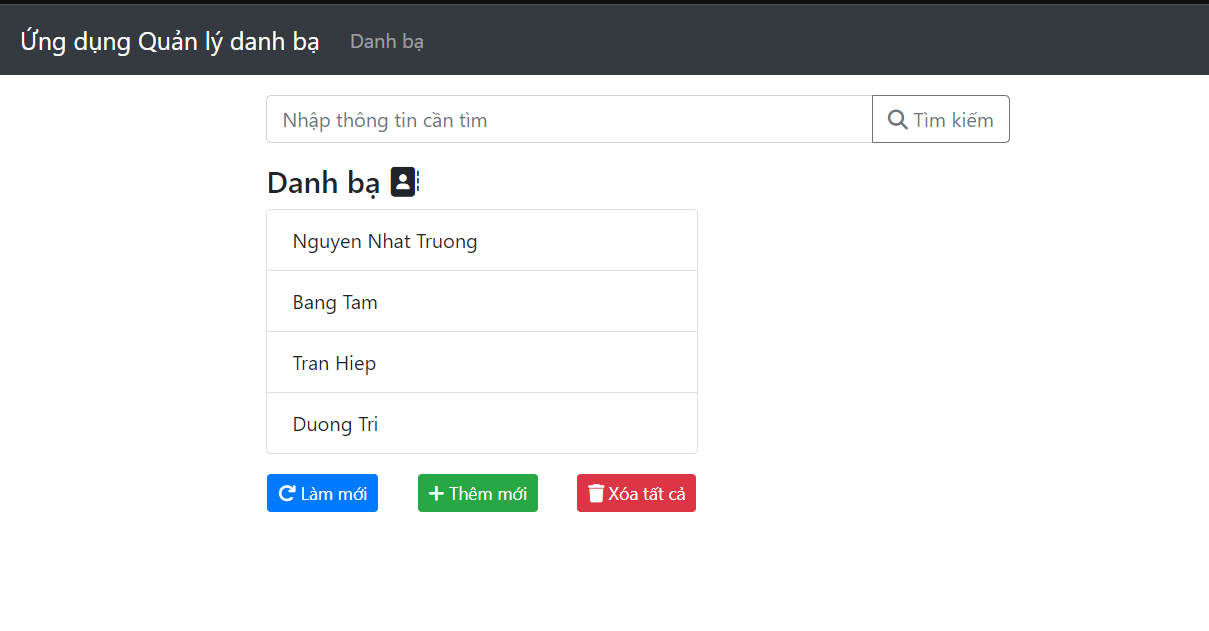 Ứng dụng Quản lý danh bạ Danh bạ
Nhập thông tin cần tìm Tìm kiếm
Danh bạ
Nguyen Nhat Truong
Bang Tam
Tran Hiep
Duong Tri
Làm mới Thêm mới Xóa tất cả